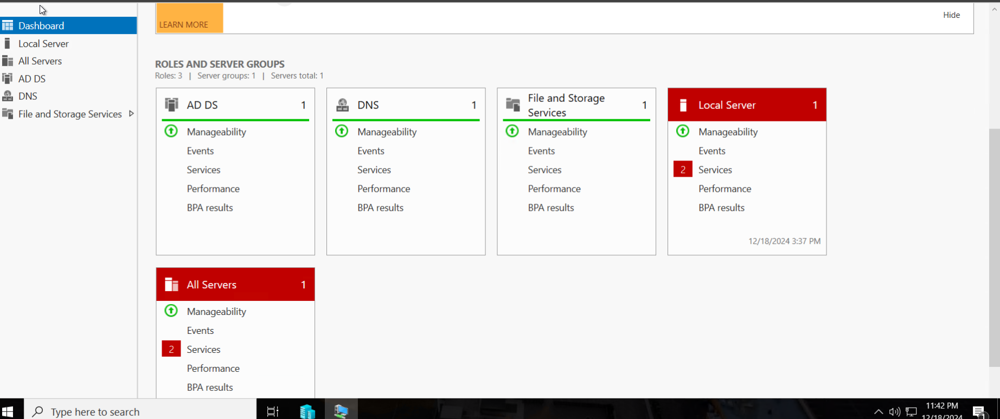 LEARN MORE
Hide
Dashboard
Local Server
All Servers
AD DS
DNS
File and Storage Services
ROLES AND SERVER GROUPS
Roles: 3 | Server groups: 1 | Servers total: 1
AD DS 1
Manageability
Events
Services
Performance
BPA results
DNS 1
Manageability
Events
Services
Performance
BPA results
File and Storage
Services 1
Manageability
Events
Services
Performance
BPA results
Local Server 1
Manageability
Events
2 Services
Performance
BPA results
12/18/2024 3:37 PM
All Servers 1
Manageability
Events
2 Services
Performance
BPA results
Type here to search
11:42 PM
12/18/2024
1